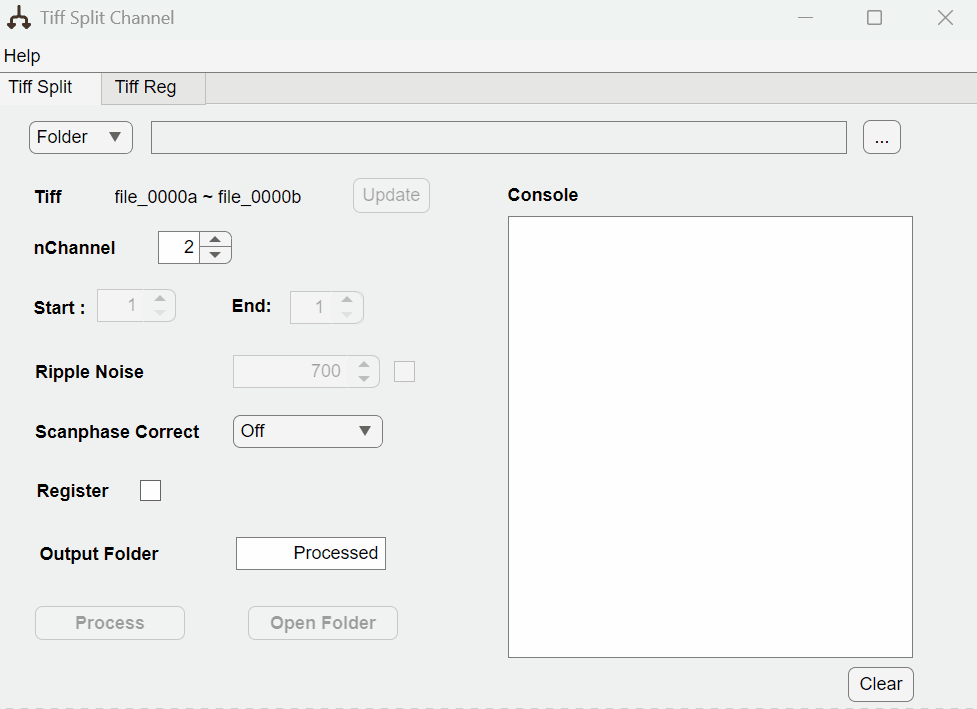 Tiff Split Channel
Help
Tiff Split Tiff Reg
Folder ...
Tiff file_0000a ~ file_0000b Update Console
nChannel 2
Start : 1 End: 1
Ripple Noise 700
Scanphase Correct Off
Register
Output Folder Processed
Process Open Folder
Clear